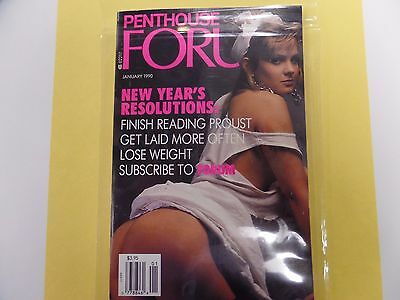 PENTHOUSE
FORU
JANUARY 1990
NEW YEAR'S
RESOLUTIONS:
FINISH READING PROUST
GET LAID MORE OFTEN
LOSE WEIGHT
SUBSCRIBE TO FORUM
$3.95
01